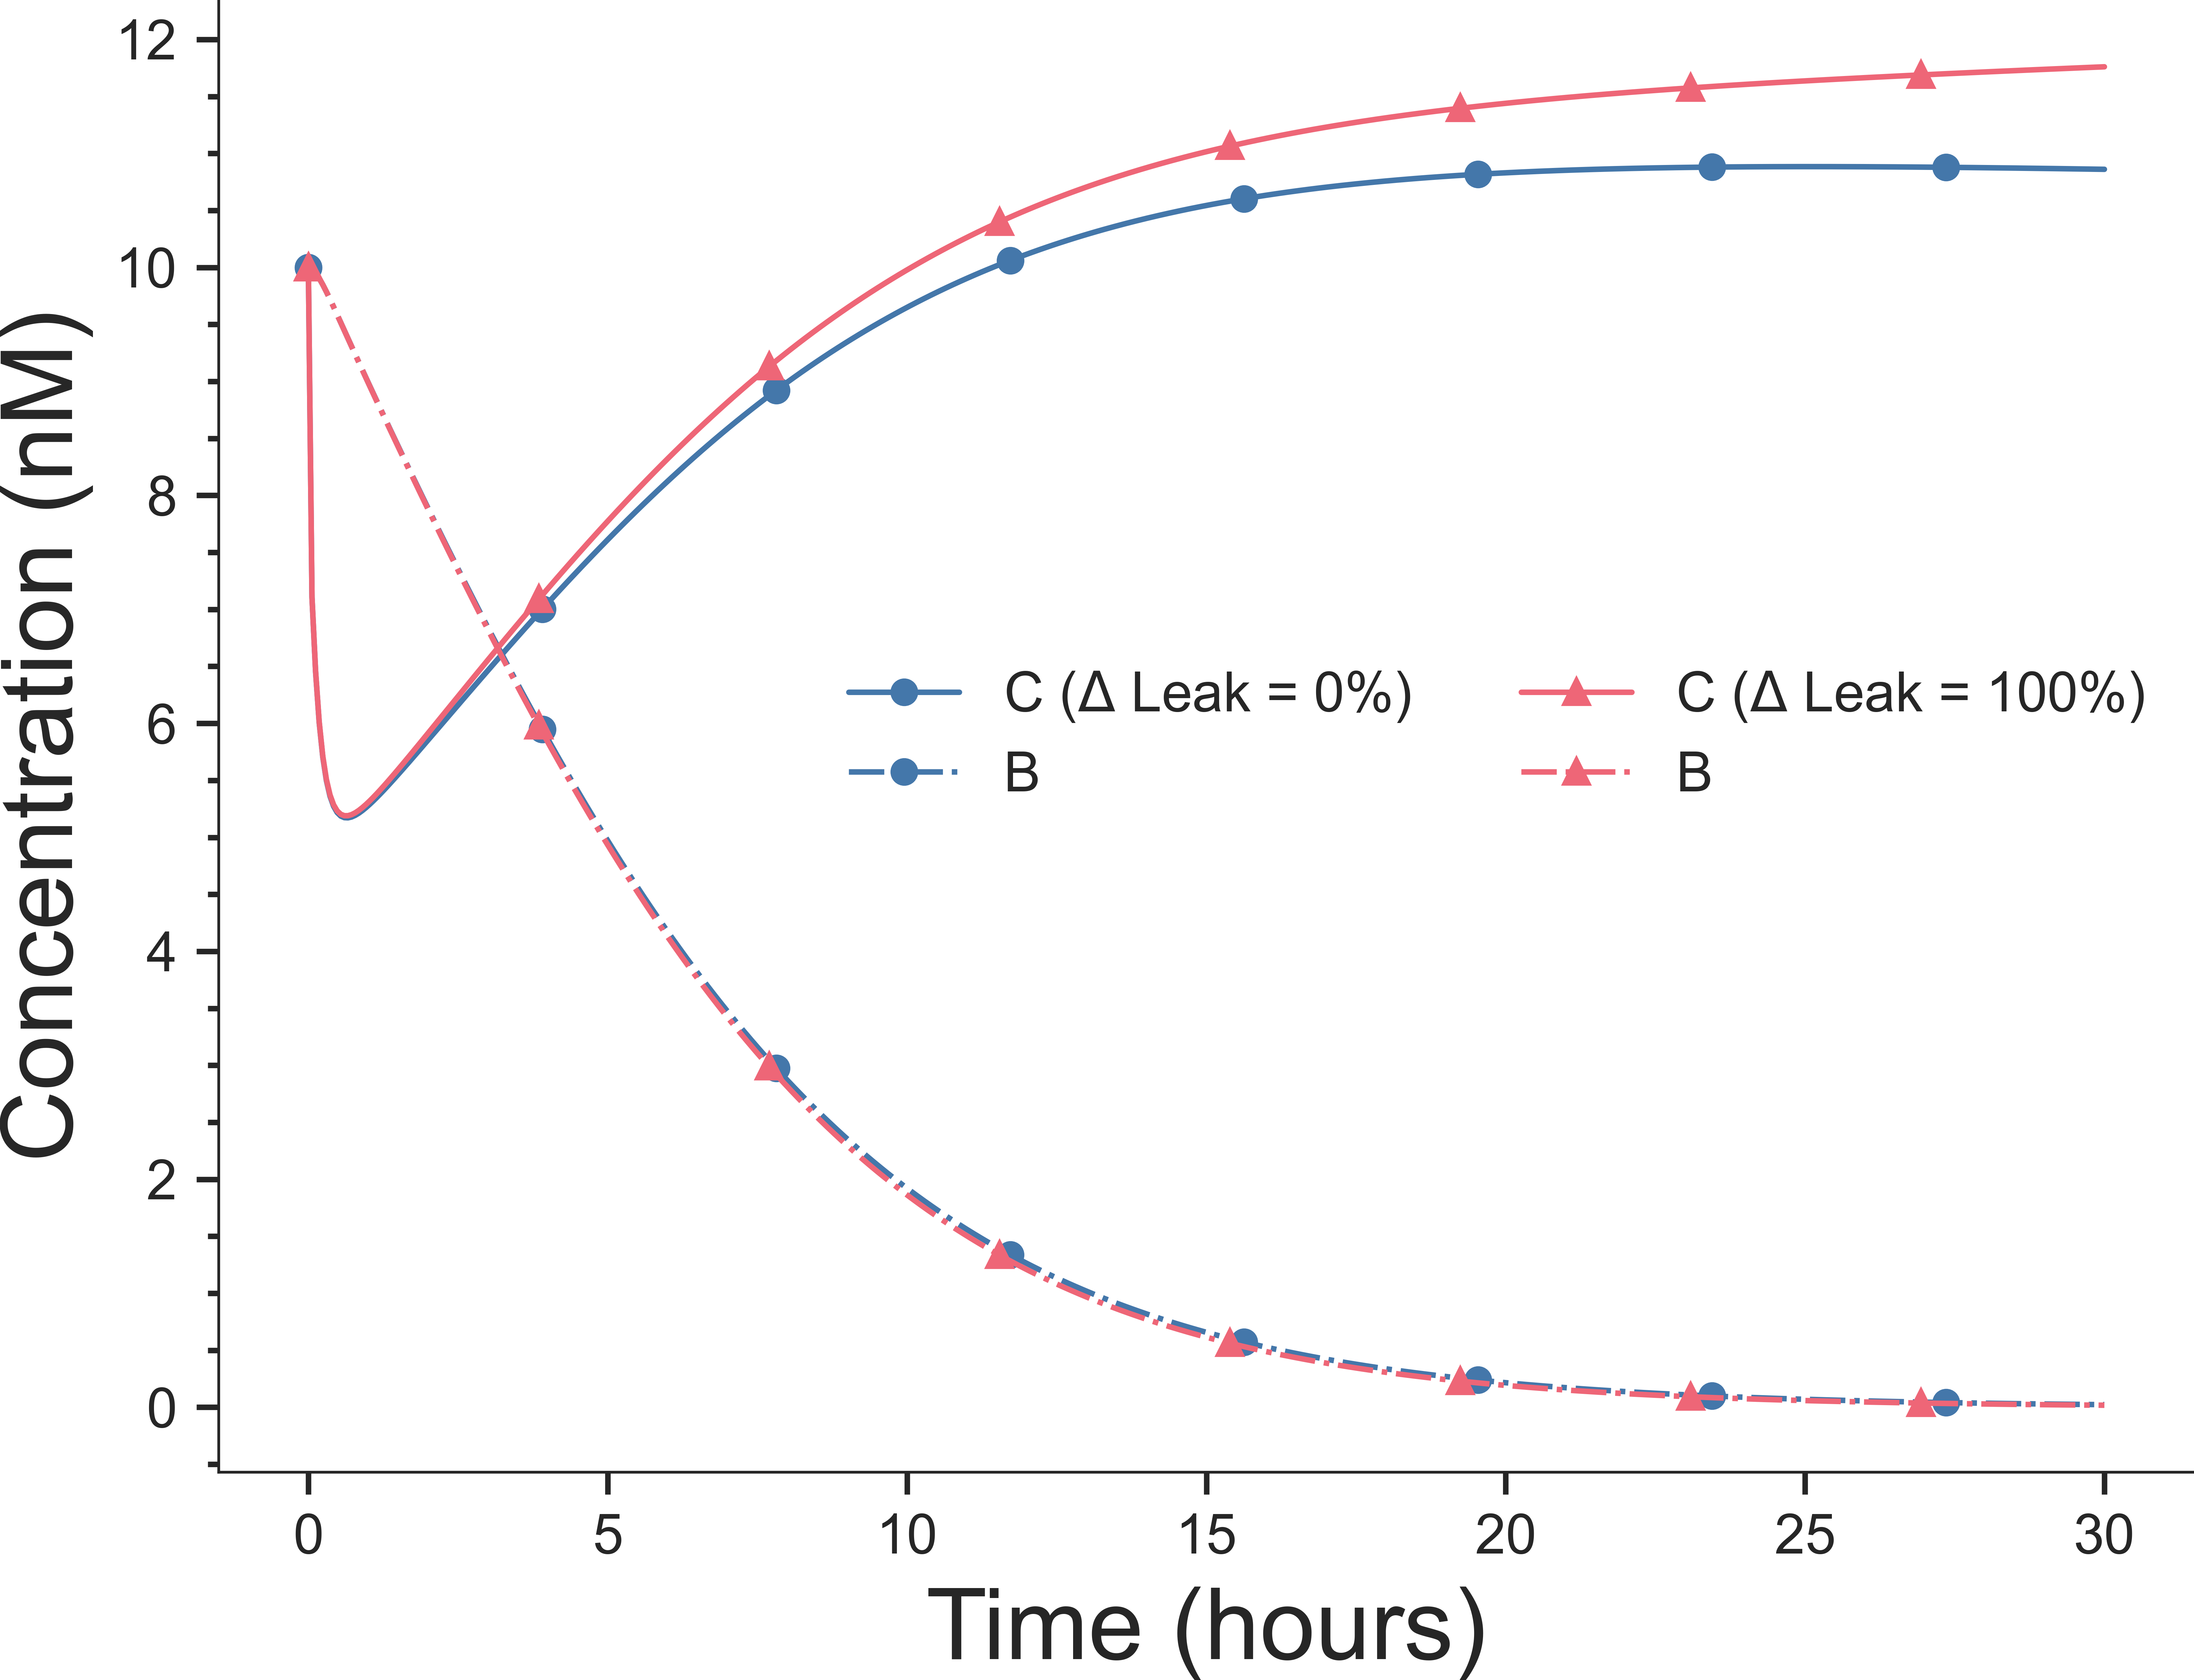 Concentration (nM)
12
10
8
6
4
2
0
C (Δ Leak = 0%)
B
C (Δ Leak = 100%)
B
0 5 10 15 20 25 30
Time (hours)